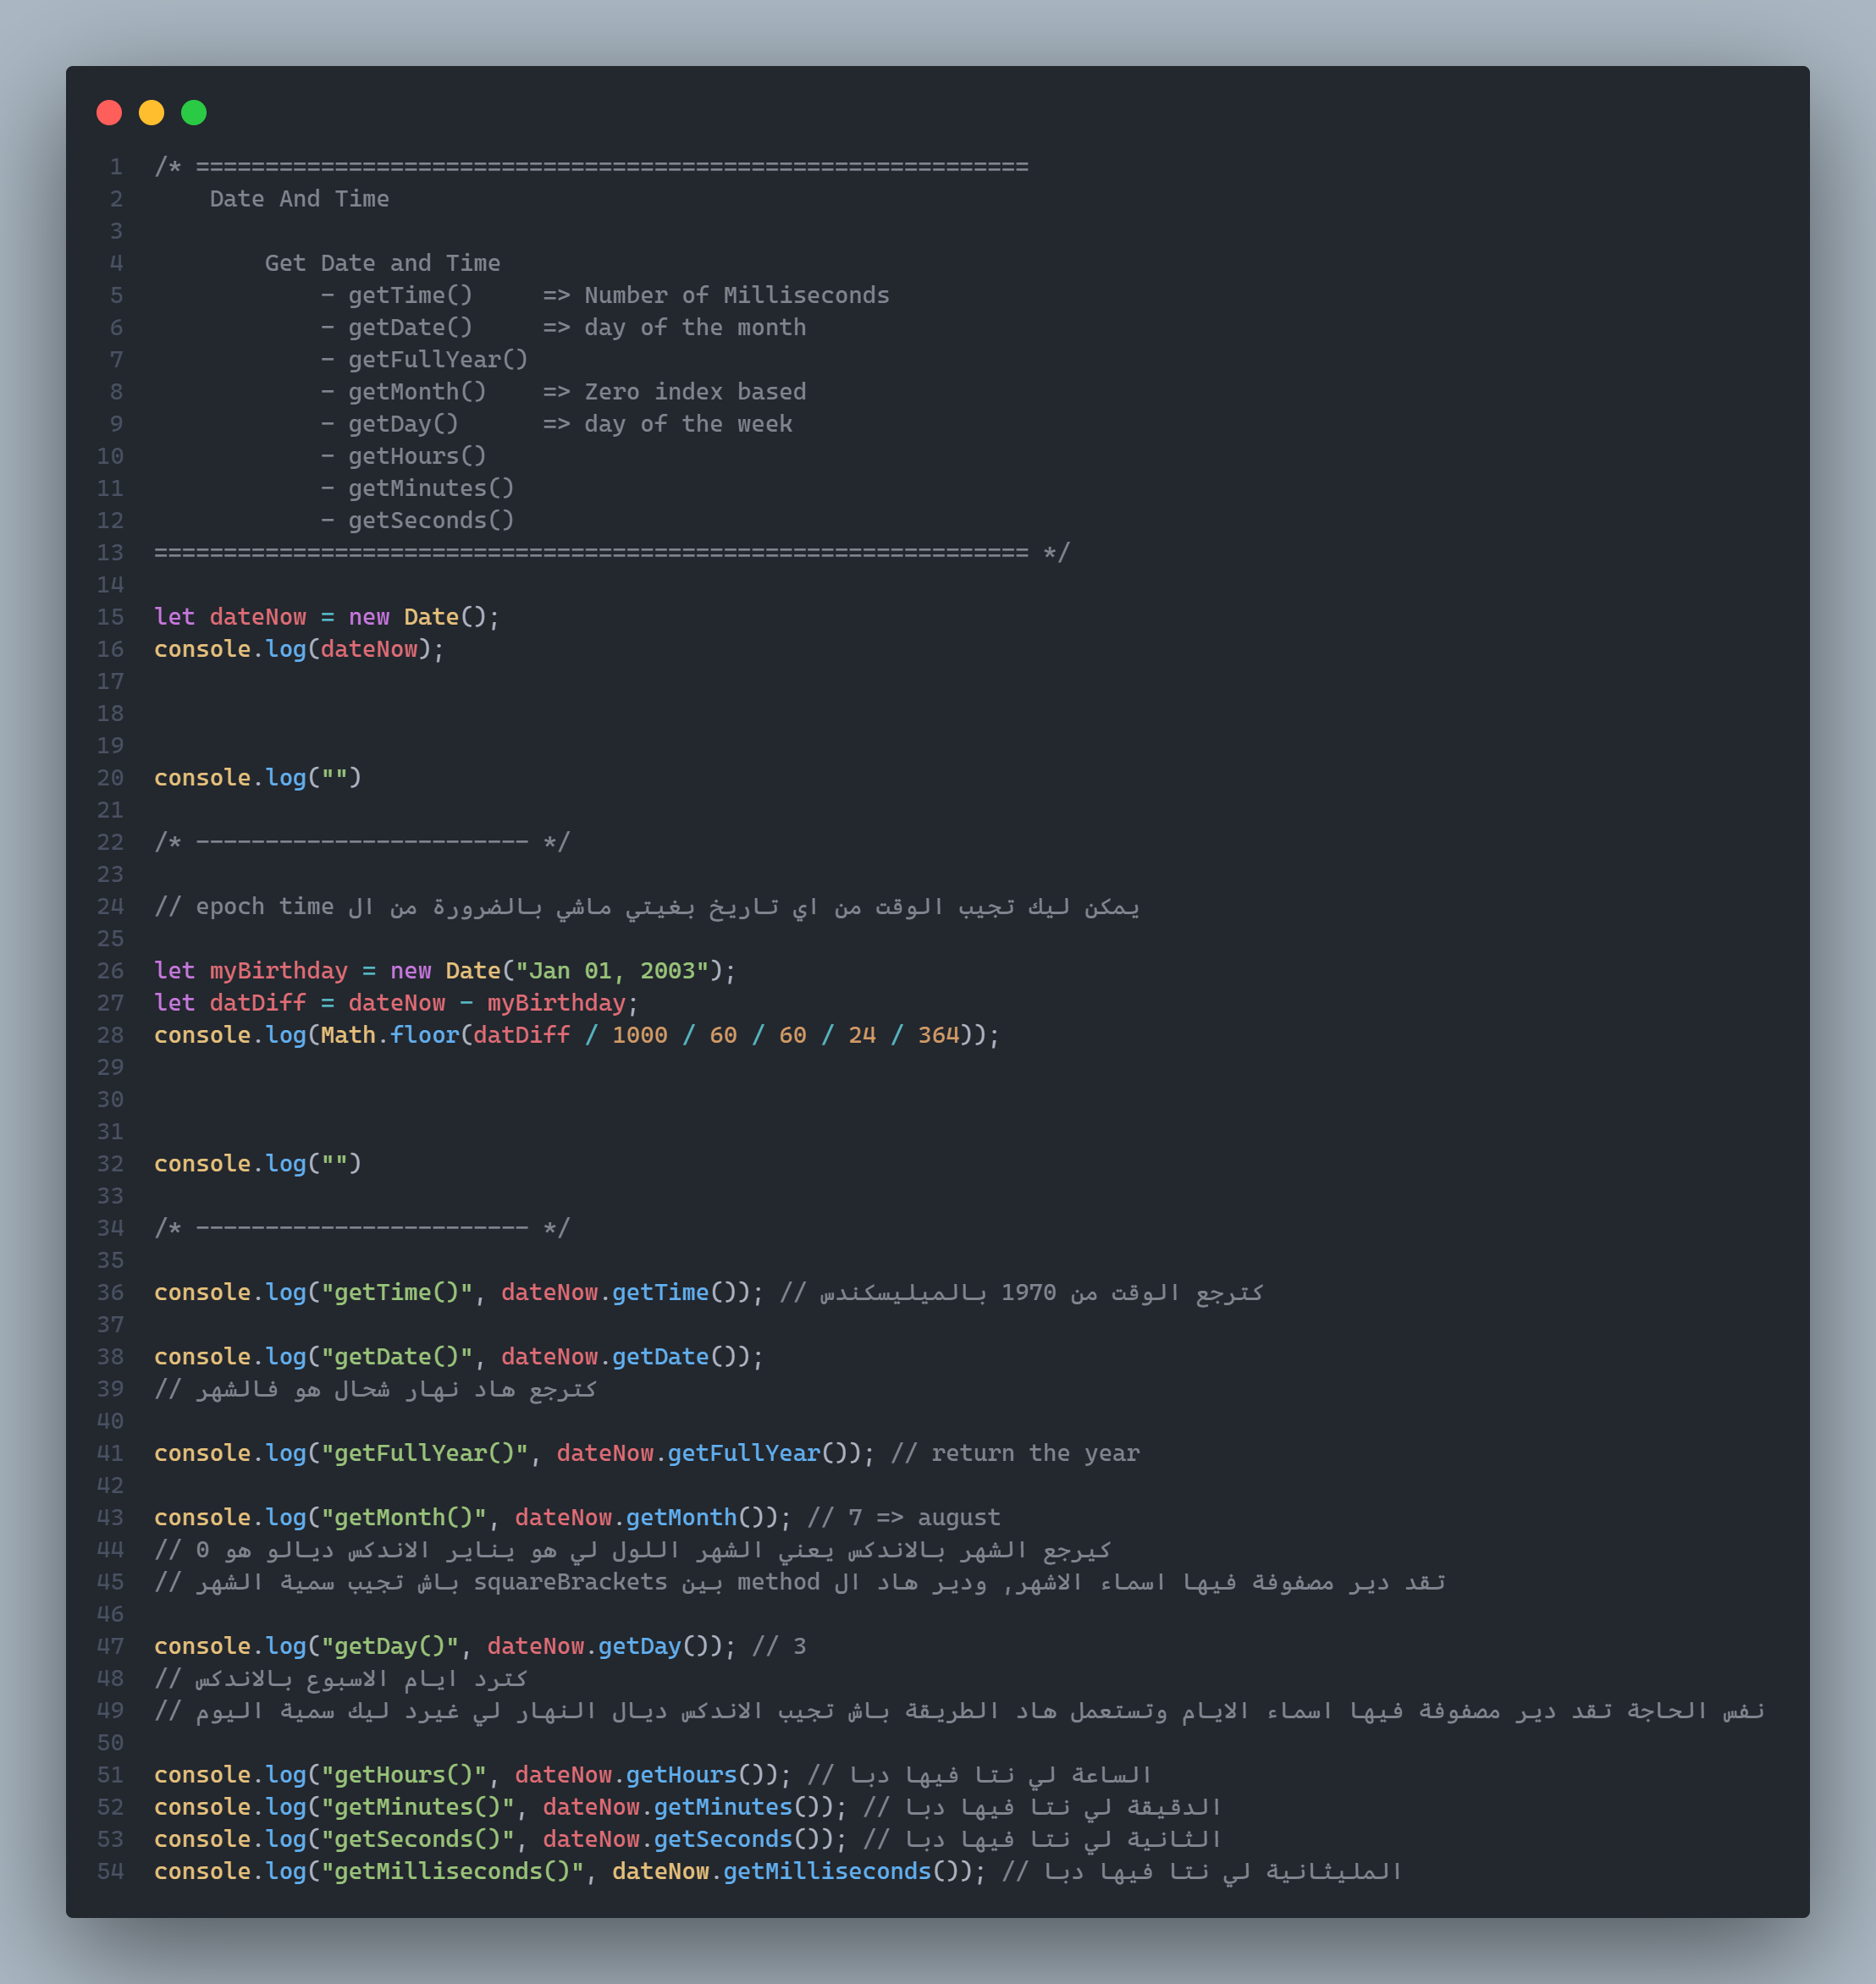 1 /* ============================================================
2     Date And Time
3
4         Get Date and Time
5             - getTime()     => Number of Milliseconds
6             - getDate()     => day of the month
7             - getFullYear()
8             - getMonth()    => Zero index based
9             - getDay()      => day of the week
10             - getHours()
11             - getMinutes()
12             - getSeconds()
13 =============================================================== */
14
15 let dateNow = new Date();
16 console.log(dateNow);
17
18
19
20 console.log("")
21
22 /* ------------------------ */
23
24 // epoch time يمكن ليك تجيب الوقت من اي تاريخ بغيتي ماشي بالضرورة من ال
25
26 let myBirthday = new Date("Jan 01, 2003");
27 let datDiff = dateNow - myBirthday;
28 console.log(Math.floor(datDiff / 1000 / 60 / 60 / 24 / 364));
29
30
31
32 console.log("")
33
34 /* ------------------------ */
35
36 console.log("getTime()", dateNow.getTime()); // كترجع الوقت من 1970 بالميليسكندس
37
38 console.log("getDate()", dateNow.getDate());
39 // كترجع هاد نهار شحال هو فالشهر
40
41 console.log("getFullYear()", dateNow.getFullYear()); // return the year
42
43 console.log("getMonth()", dateNow.getMonth()); // 7 => august
44 // كيرجع الشهر بالاندكس يعني الشهر اللول لي هو يناير الاندكس ديالو هو 0
45 // تقد دير مصفوفة فيها اسماء الاشهر, ودير هاد ال method بين squareBrackets باش تجيب سمية الشهر
46
47 console.log("getDay()", dateNow.getDay()); // 3
48 // كترد ايام الاسبوع بالاندكس
49 // نفس الحاجة تقد دير مصفوفة فيها اسماء الايام وتستعمل هاد الطريقة باش تجيب الاندكس ديال النهار لي غيرد ليك سمية اليوم
50
51 console.log("getHours()", dateNow.getHours()); // الساعة لي نتا فيها دبا
52 console.log("getMinutes()", dateNow.getMinutes()); // الدقيقة لي نتا فيها دبا
53 console.log("getSeconds()", dateNow.getSeconds()); // الثانية لي نتا فيها دبا
54 console.log("getMilliseconds()", dateNow.getMilliseconds()); // المليثانية لي نتا فيها دبا